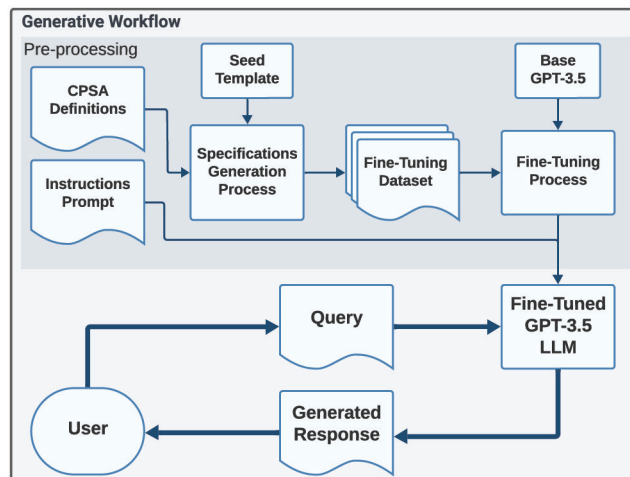 Generative Workflow
Pre-processing
CPSA
Definitions
Seed
Template
Base
GPT-3.5
Specifications
Generation
Process
Fine-Tuning
Dataset
Fine-Tuning
Process
Instructions
Prompt
Query
Fine-Tuned
GPT-3.5
LLM
User
Generated
Response